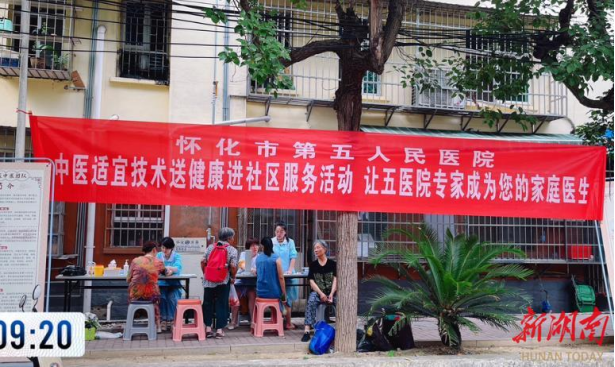 怀化市第五人民医院
中医适宜技术送健康进社区服务活动 让五医院专家成为您的家庭医生
09:20
新湖南
HUNAN TODAY